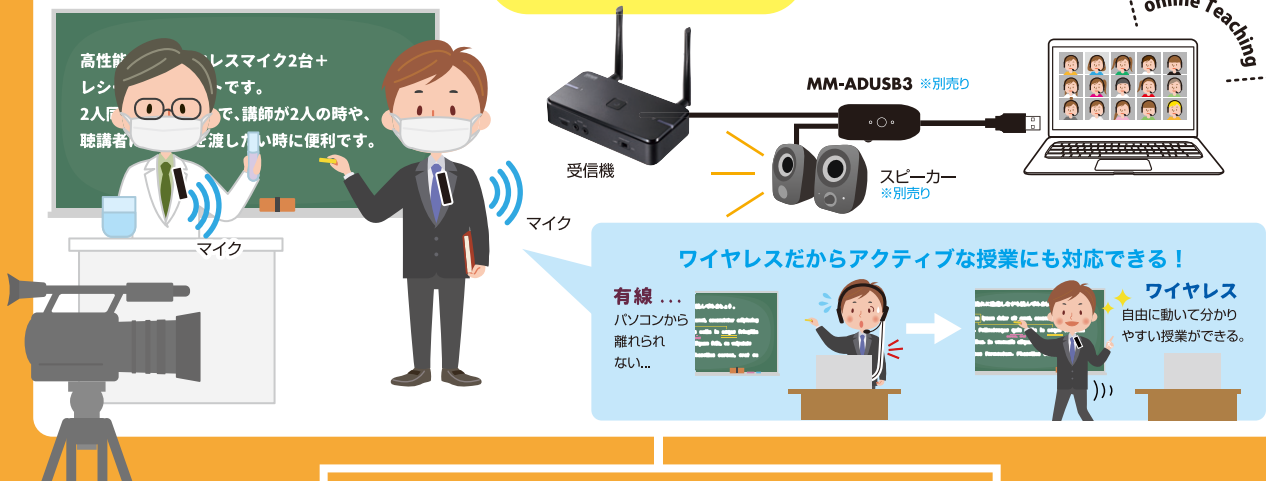 高性能 レスマイク2台＋
レシ トです。
2人同 で、講師が2人の時や、
聴講者に を渡したい時に便利です。
マイク
マイク
受信機
MM-ADUSB3 ※別売り
スピーカー
※別売り
online Teaching
ワイヤレスだからアクティブな授業にも対応できる！
有線...
パソコンから
離れられ
ない...
ワイヤレス
自由に動いて分かり
やすい授業ができる。